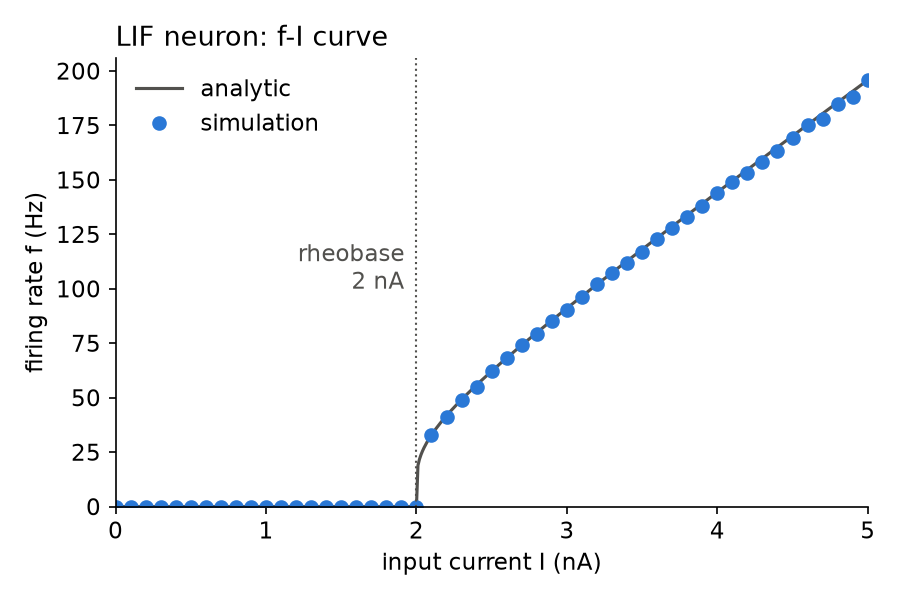 LIF neuron: f-I curve
analytic
simulation
rheobase
2 nA
firing rate f (Hz)
200
175
150
125
100
75
50
25
0
0 1 2 3 4 5
input current I (nA)